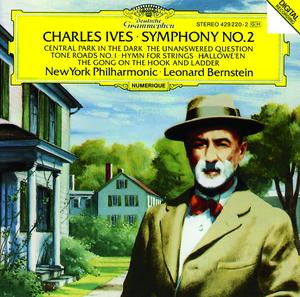 Deutsche
Grammophon
STEREO 429 220-2 GH
CHARLES IVES · SYMPHONY NO. 2
CENTRAL PARK IN THE DARK · THE UNANSWERED QUESTION
TONE ROADS NO. 1 · HYMN FOR STRINGS · HALLOWE'EN
THE GONG ON THE HOOK AND LADDER
New York Philharmonic · Leonard Bernstein
NUMERIQUE
DIGITAL